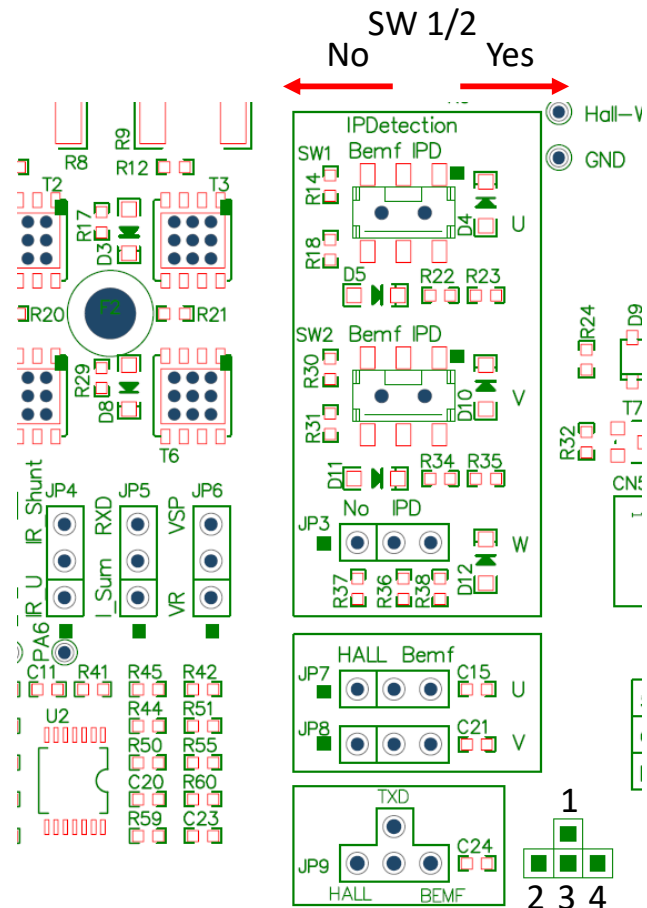 SW 1/2
No Yes
IPDetection
Hall-W
SW1 Bemf IPD
GND
R9
R8 R12
R14
T2 T3
R17
D3
R18
D4
U
D5 R22 R23
R20 F2 R21
R24
D9
SW2 Bemf IPD
R30
R29
D8
R31
D10
V
T7
R32
T6
D11 R34 R35
CN5
JP4 JP5 JP6
IR_Shunt
RXD
VSP
No IPD
JP3
W
IR_U
I_Sum
VR
R37
R36
R38
D12
PA6
HALL Bemf
C11 R41 R45 R42
JP7 C15 U
U2 R44 R51
JP8 C21 V
R50 R55
C20 R60
R59 C23
TXD
JP9 C24
HALL BEMF
1
2 3 4